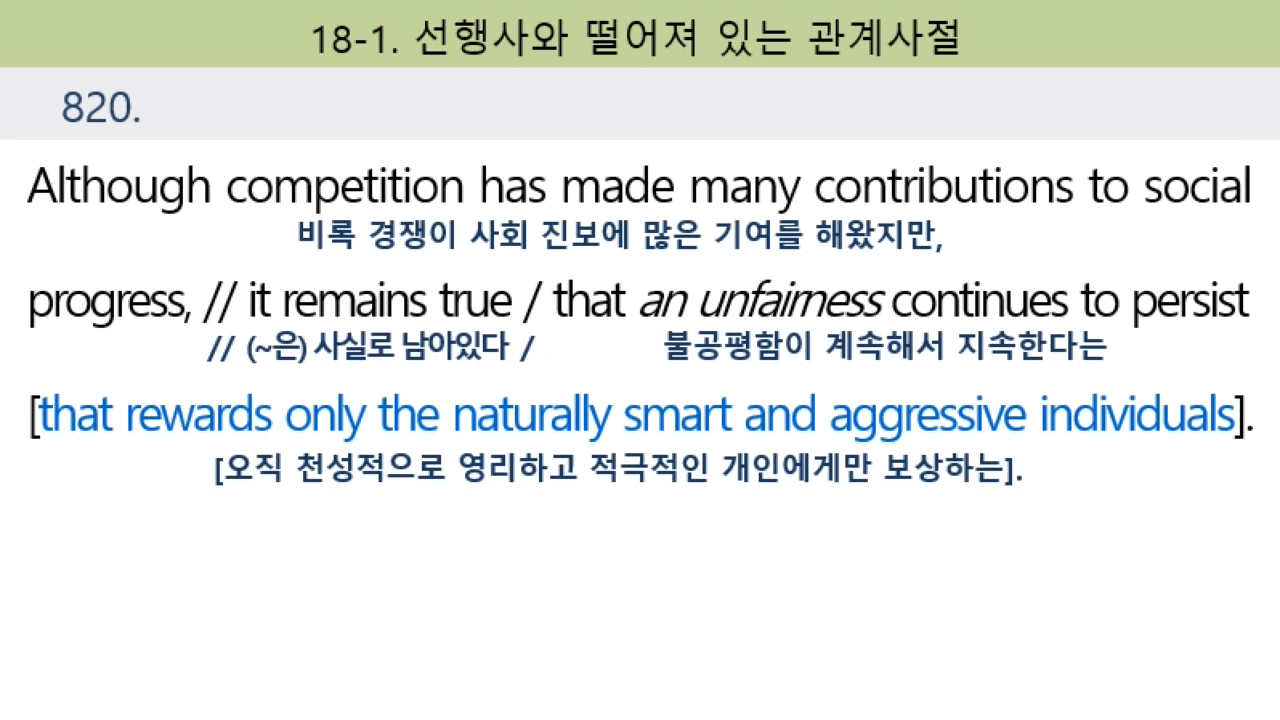 18-1. 선행사와 떨어져 있는 관계사절
820.
Although competition has made many contributions to social
비록 경쟁이 사회 진보에 많은 기여를 해왔지만,
progress, // it remains true / that an unfairness continues to persist
// (~은) 사실로 남아있다 / 불공평함이 계속해서 지속한다는
[that rewards only the naturally smart and aggressive individuals].
[오직 천성적으로 영리하고 적극적인 개인에게만 보상하는].